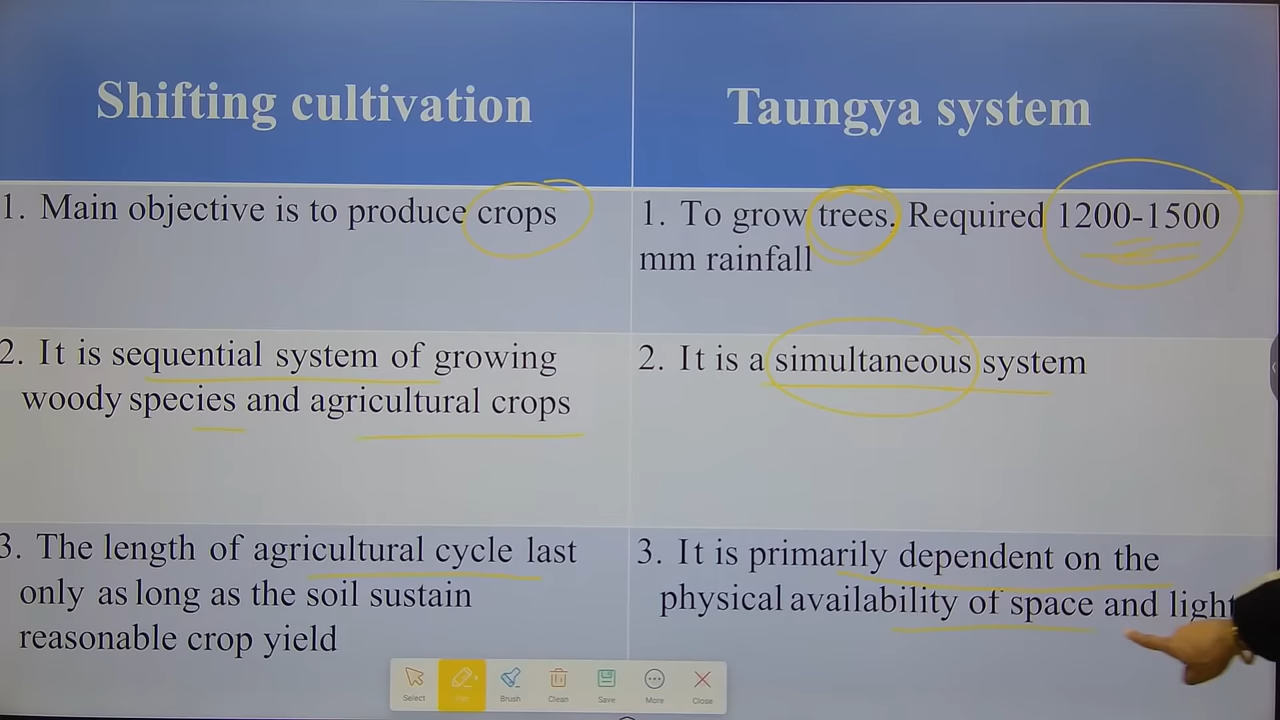 Shifting cultivation
Taungya system
1. Main objective is to produce crops
1. To grow trees. Required 1200-1500
mm rainfall
2. It is sequential system of growing
woody species and agricultural crops
2. It is a simultaneous system
3. The length of agricultural cycle last
only as long as the soil sustain
reasonable crop yield
3. It is primarily dependent on the
physical availability of space and light
Select
Brush
Clean
Save
More
Close